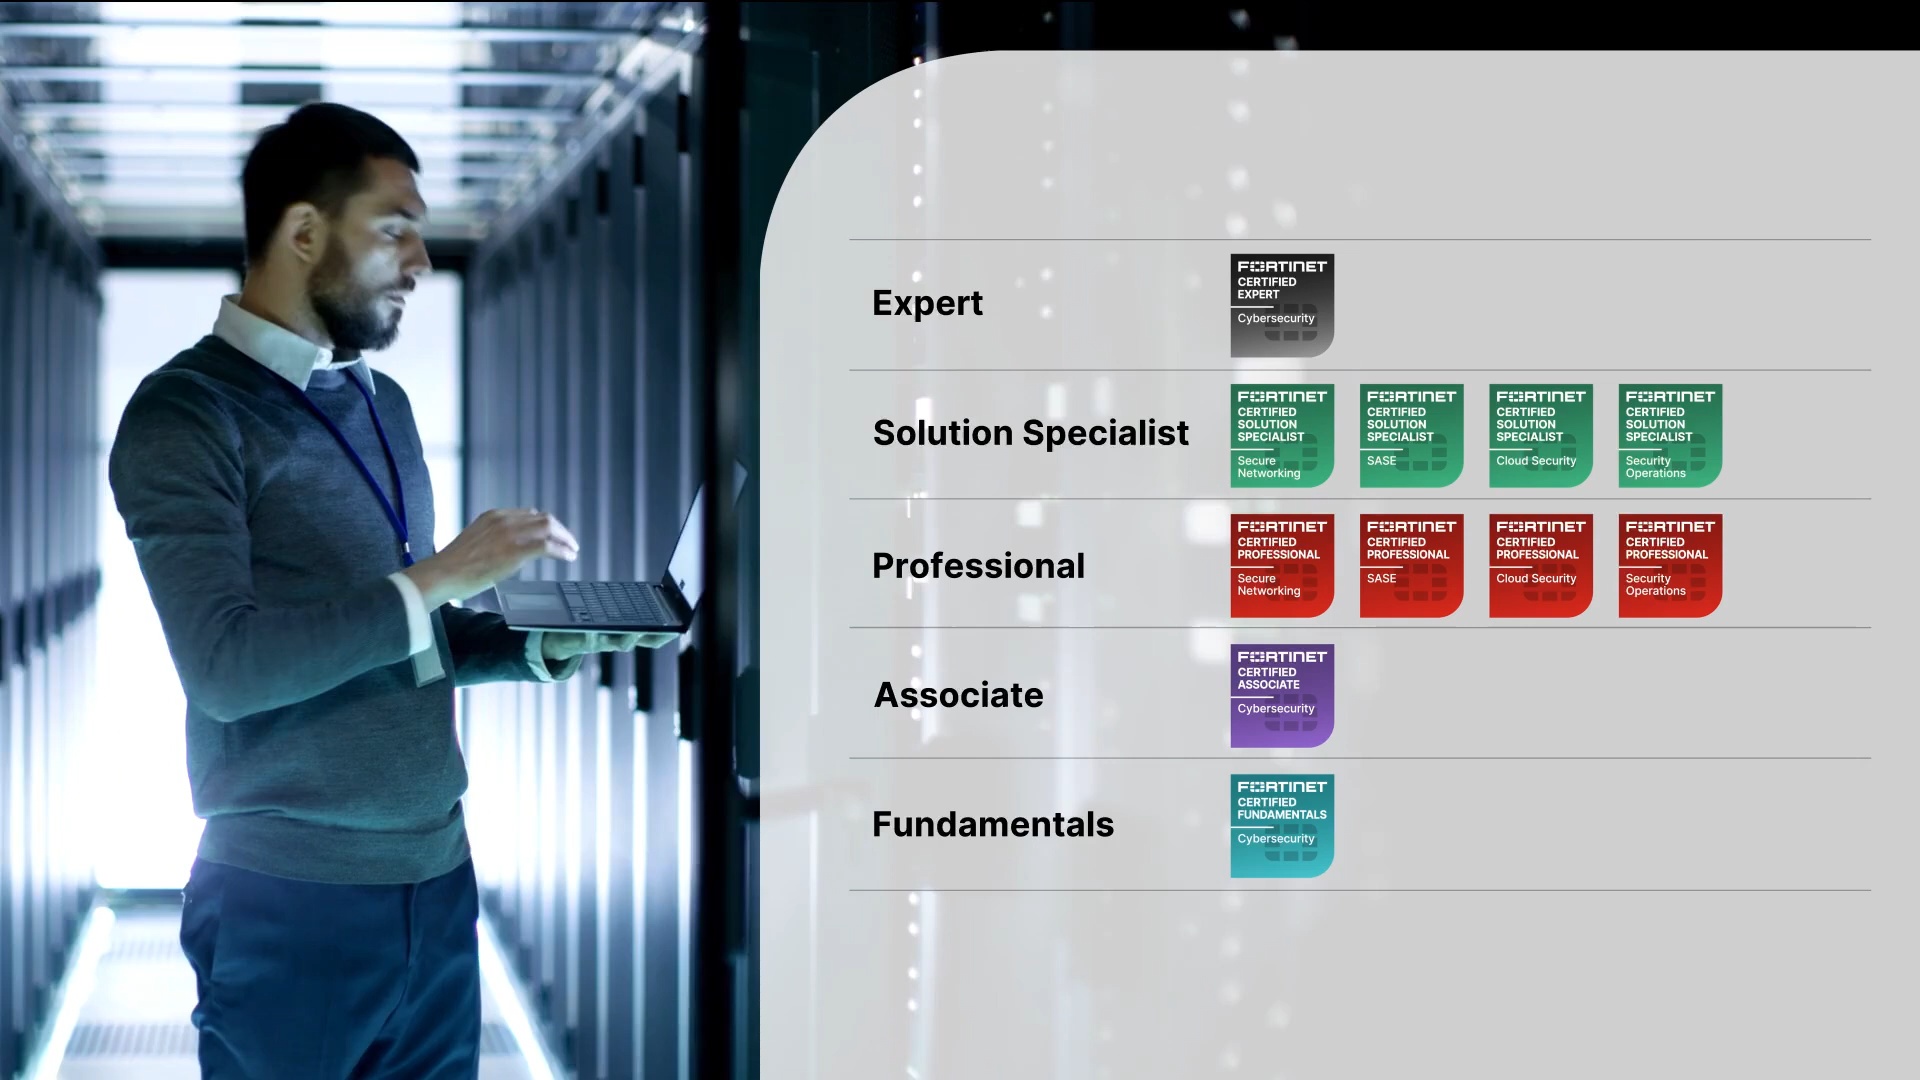 Expert
FORTINET
CERTIFIED
EXPERT
Cybersecurity
Solution Specialist
FORTINET
CERTIFIED
SOLUTION
SPECIALIST
Secure
Networking
FORTINET
CERTIFIED
SOLUTION
SPECIALIST
SASE
FORTINET
CERTIFIED
SOLUTION
SPECIALIST
Cloud Security
FORTINET
CERTIFIED
SOLUTION
SPECIALIST
Security
Operations
Professional
FORTINET
CERTIFIED
PROFESSIONAL
Secure
Networking
FORTINET
CERTIFIED
PROFESSIONAL
SASE
FORTINET
CERTIFIED
PROFESSIONAL
Cloud Security
FORTINET
CERTIFIED
PROFESSIONAL
Security
Operations
Associate
FORTINET
CERTIFIED
ASSOCIATE
Cybersecurity
Fundamentals
FORTINET
CERTIFIED
FUNDAMENTALS
Cybersecurity